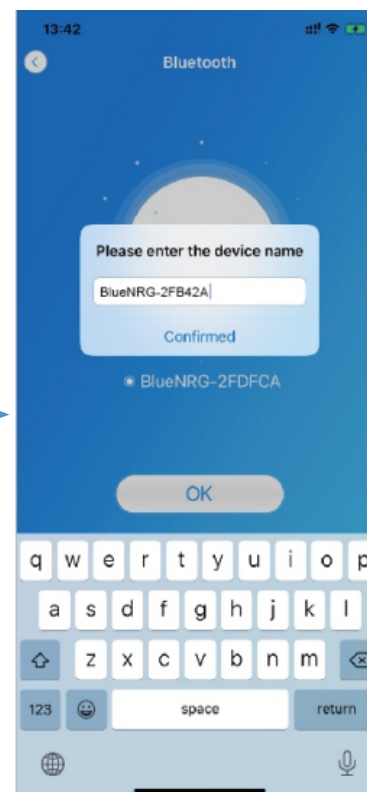 13:42
Bluetooth
Please enter the device name
BlueNRG-2FB42A
Confirmed
BlueNRG-2FDFCA
OK
q w e r t y u i o p
a s d f g h j k l
z x c v b n m
123 space return